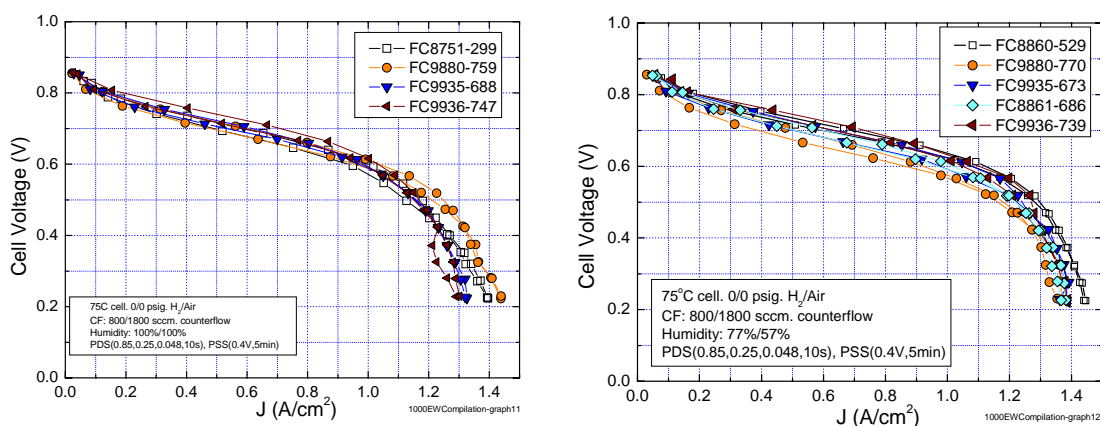 1.0
0.8
0.6
0.4
0.2
0.0
Cell Voltage (V)
FC8751-299
FC9880-759
FC9935-688
FC9936-747
75C cell. 0/0 psig. H2/Air
CF: 800/1800 sccm. counterflow
Humidity: 100%/100%
PDS(0.85,0.25,0.048,10s), PSS(0.4V,5min)
0.0 0.2 0.4 0.6 0.8 1.0 1.2 1.4
J (A/cm2)
1000EWCompilation-graph11
1.0
0.8
0.6
0.4
0.2
0.0
Cell Voltage (V)
FC8860-529
FC9880-770
FC9935-673
FC8861-686
FC9936-739
75°C cell. 0/0 psig. H2/Air
CF: 800/1800 sccm. counterflow
Humidity: 77%/57%
PDS(0.85,0.25,0.048,10s), PSS(0.4V,5min)
0.0 0.2 0.4 0.6 0.8 1.0 1.2 1.4
J (A/cm2)
1000EWCompilation-graph12